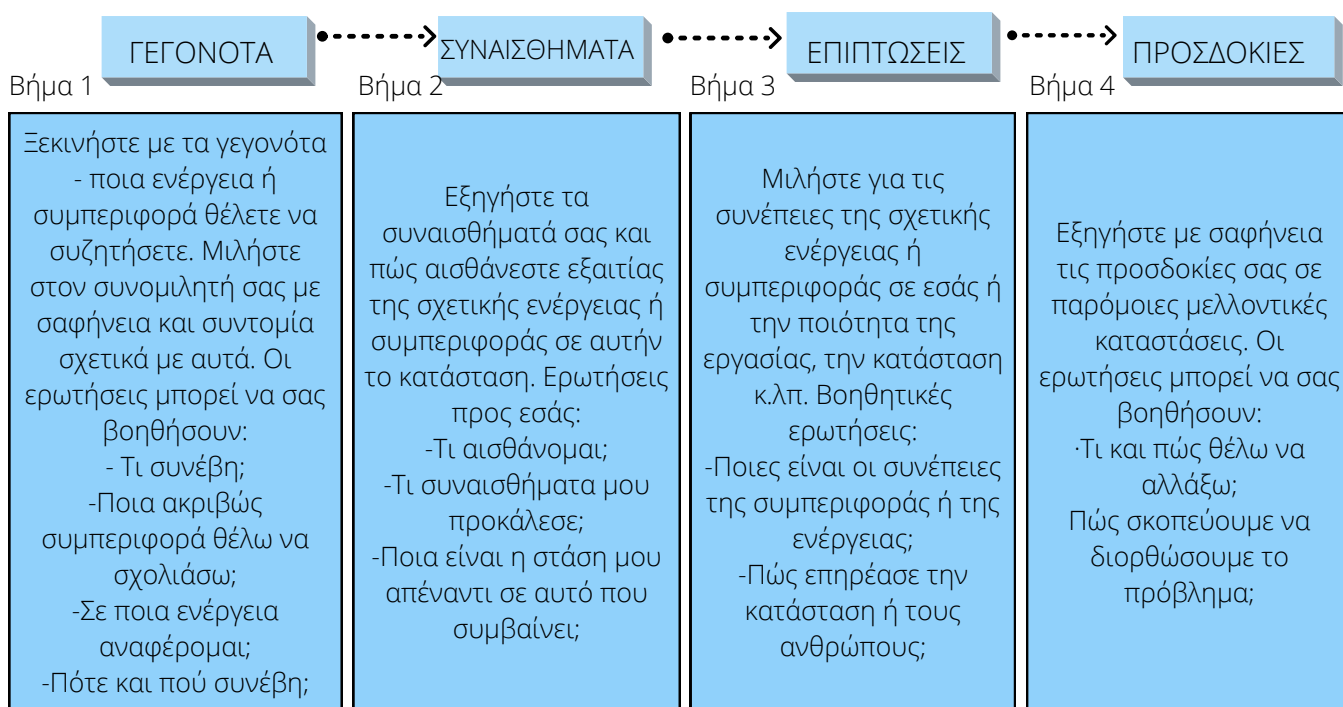 ΓΕΓΟΝΟΤΑ
ΣΥΝΑΙΣΘΗΜΑΤΑ
ΕΠΙΠΤΩΣΕΙΣ
ΠΡΟΣΔΟΚΙΕΣ
Βήμα 1
Βήμα 2
Βήμα 3
Βήμα 4
Ξεκινήστε με τα γεγονότα
- ποια ενέργεια ή
συμπεριφορά θέλετε να
συζητήσετε. Μιλήστε
στον συνομιλητή σας με
σαφήνεια και συντομία
σχετικά με αυτά. Οι
ερωτήσεις μπορεί να σας
βοηθήσουν:
- Τι συνέβη;
-Ποια ακριβώς
συμπεριφορά θέλω να
σχολιάσω;
-Σε ποια ενέργεια
αναφέρομαι;
-Πότε και πού συνέβη;
Εξηγήστε τα
συναισθήματά σας και
πώς αισθάνεστε εξαιτίας
της σχετικής ενέργειας ή
συμπεριφοράς σε αυτήν
το κατάσταση. Ερωτήσεις
προς εσάς:
-Τι αισθάνομαι;
-Τι συναισθήματα μου
προκάλεσε;
-Ποια είναι η στάση μου
απέναντι σε αυτό που
συμβαίνει;
Μιλήστε για τις
συνέπειες της σχετικής
ενέργειας ή
συμπεριφοράς σε εσάς ή
την ποιότητα της
εργασίας, την κατάσταση
κ.λπ. Βοηθητικές
ερωτήσεις:
-Ποιες είναι οι συνέπειες
της συμπεριφοράς ή της
ενέργειας;
-Πώς επηρέασε την
κατάσταση ή τους
ανθρώπους;
Εξηγήστε με σαφήνεια
τις προσδοκίες σας σε
παρόμοιες μελλοντικές
καταστάσεις. Οι
ερωτήσεις μπορεί να σας
βοηθήσουν:
·Τι και πώς θέλω να
αλλάξω;
Πώς σκοπεύουμε να
διορθώσουμε το
πρόβλημα;